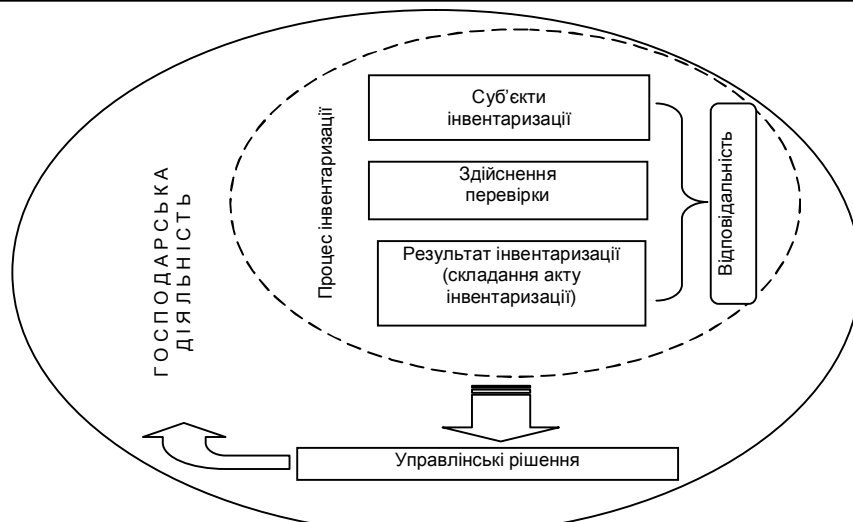 ГОСПОДАРСЬКА
ДІЯЛЬНІСТЬ
Процес інвентаризації
Суб’єкти
інвентаризації
Здійснення
перевірки
Результат інвентаризації
(складання акту
інвентаризації)
Відповідальність
Управлінські рішення